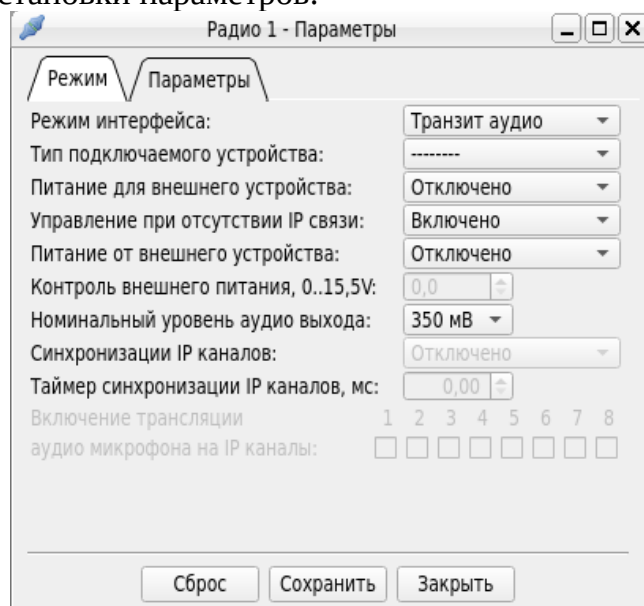 становки параметров.
Радио 1 - Параметры
Режим Параметры
Режим интерфейса: Транзит аудио
Тип подключаемого устройства: --------
Питание для внешнего устройства: Отключено
Управление при отсутствии IP связи: Включено
Питание от внешнего устройства: Отключено
Контроль внешнего питания, 0..15,5V: 0,0
Номинальный уровень аудио выхода: 350 мВ
Синхронизации IP каналов: Отключено
Таймер синхронизации IP каналов, мс: 0,00
Включение трансляции 1 2 3 4 5 6 7 8
аудио микрофона на IP каналы:
Сброс Сохранить Закрыть